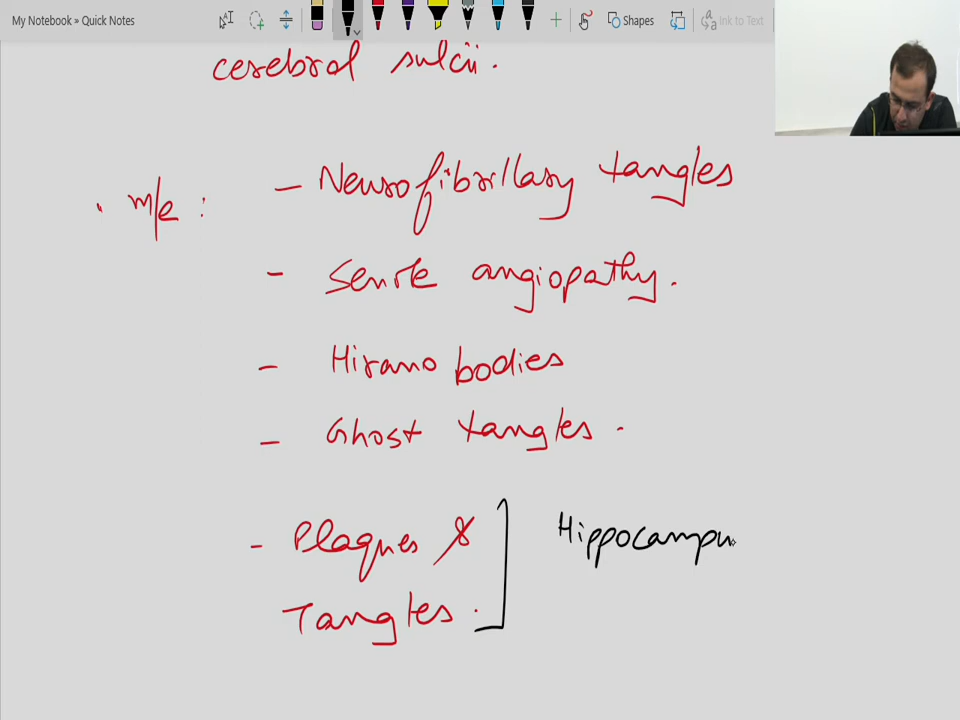 My Notebook » Quick Notes
Shapes
Ink to Text
cerebral sulcii.
m/e : - Neurofibrillary tangles
- Senile angiopathy.
- Hirano bodies
- Ghost tangles.
- Plaques & Hippocampu
Tangles.